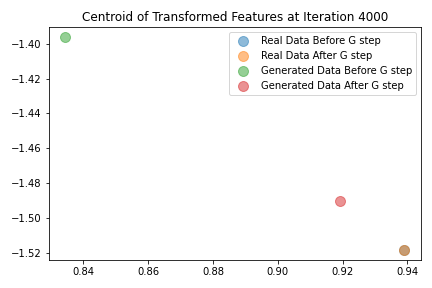 Centroid of Transformed Features at Iteration 4000
Real Data Before G step
Real Data After G step
Generated Data Before G step
Generated Data After G step
−1.40
−1.42
−1.44
−1.46
−1.48
−1.50
−1.52
0.84 0.86 0.88 0.90 0.92 0.94